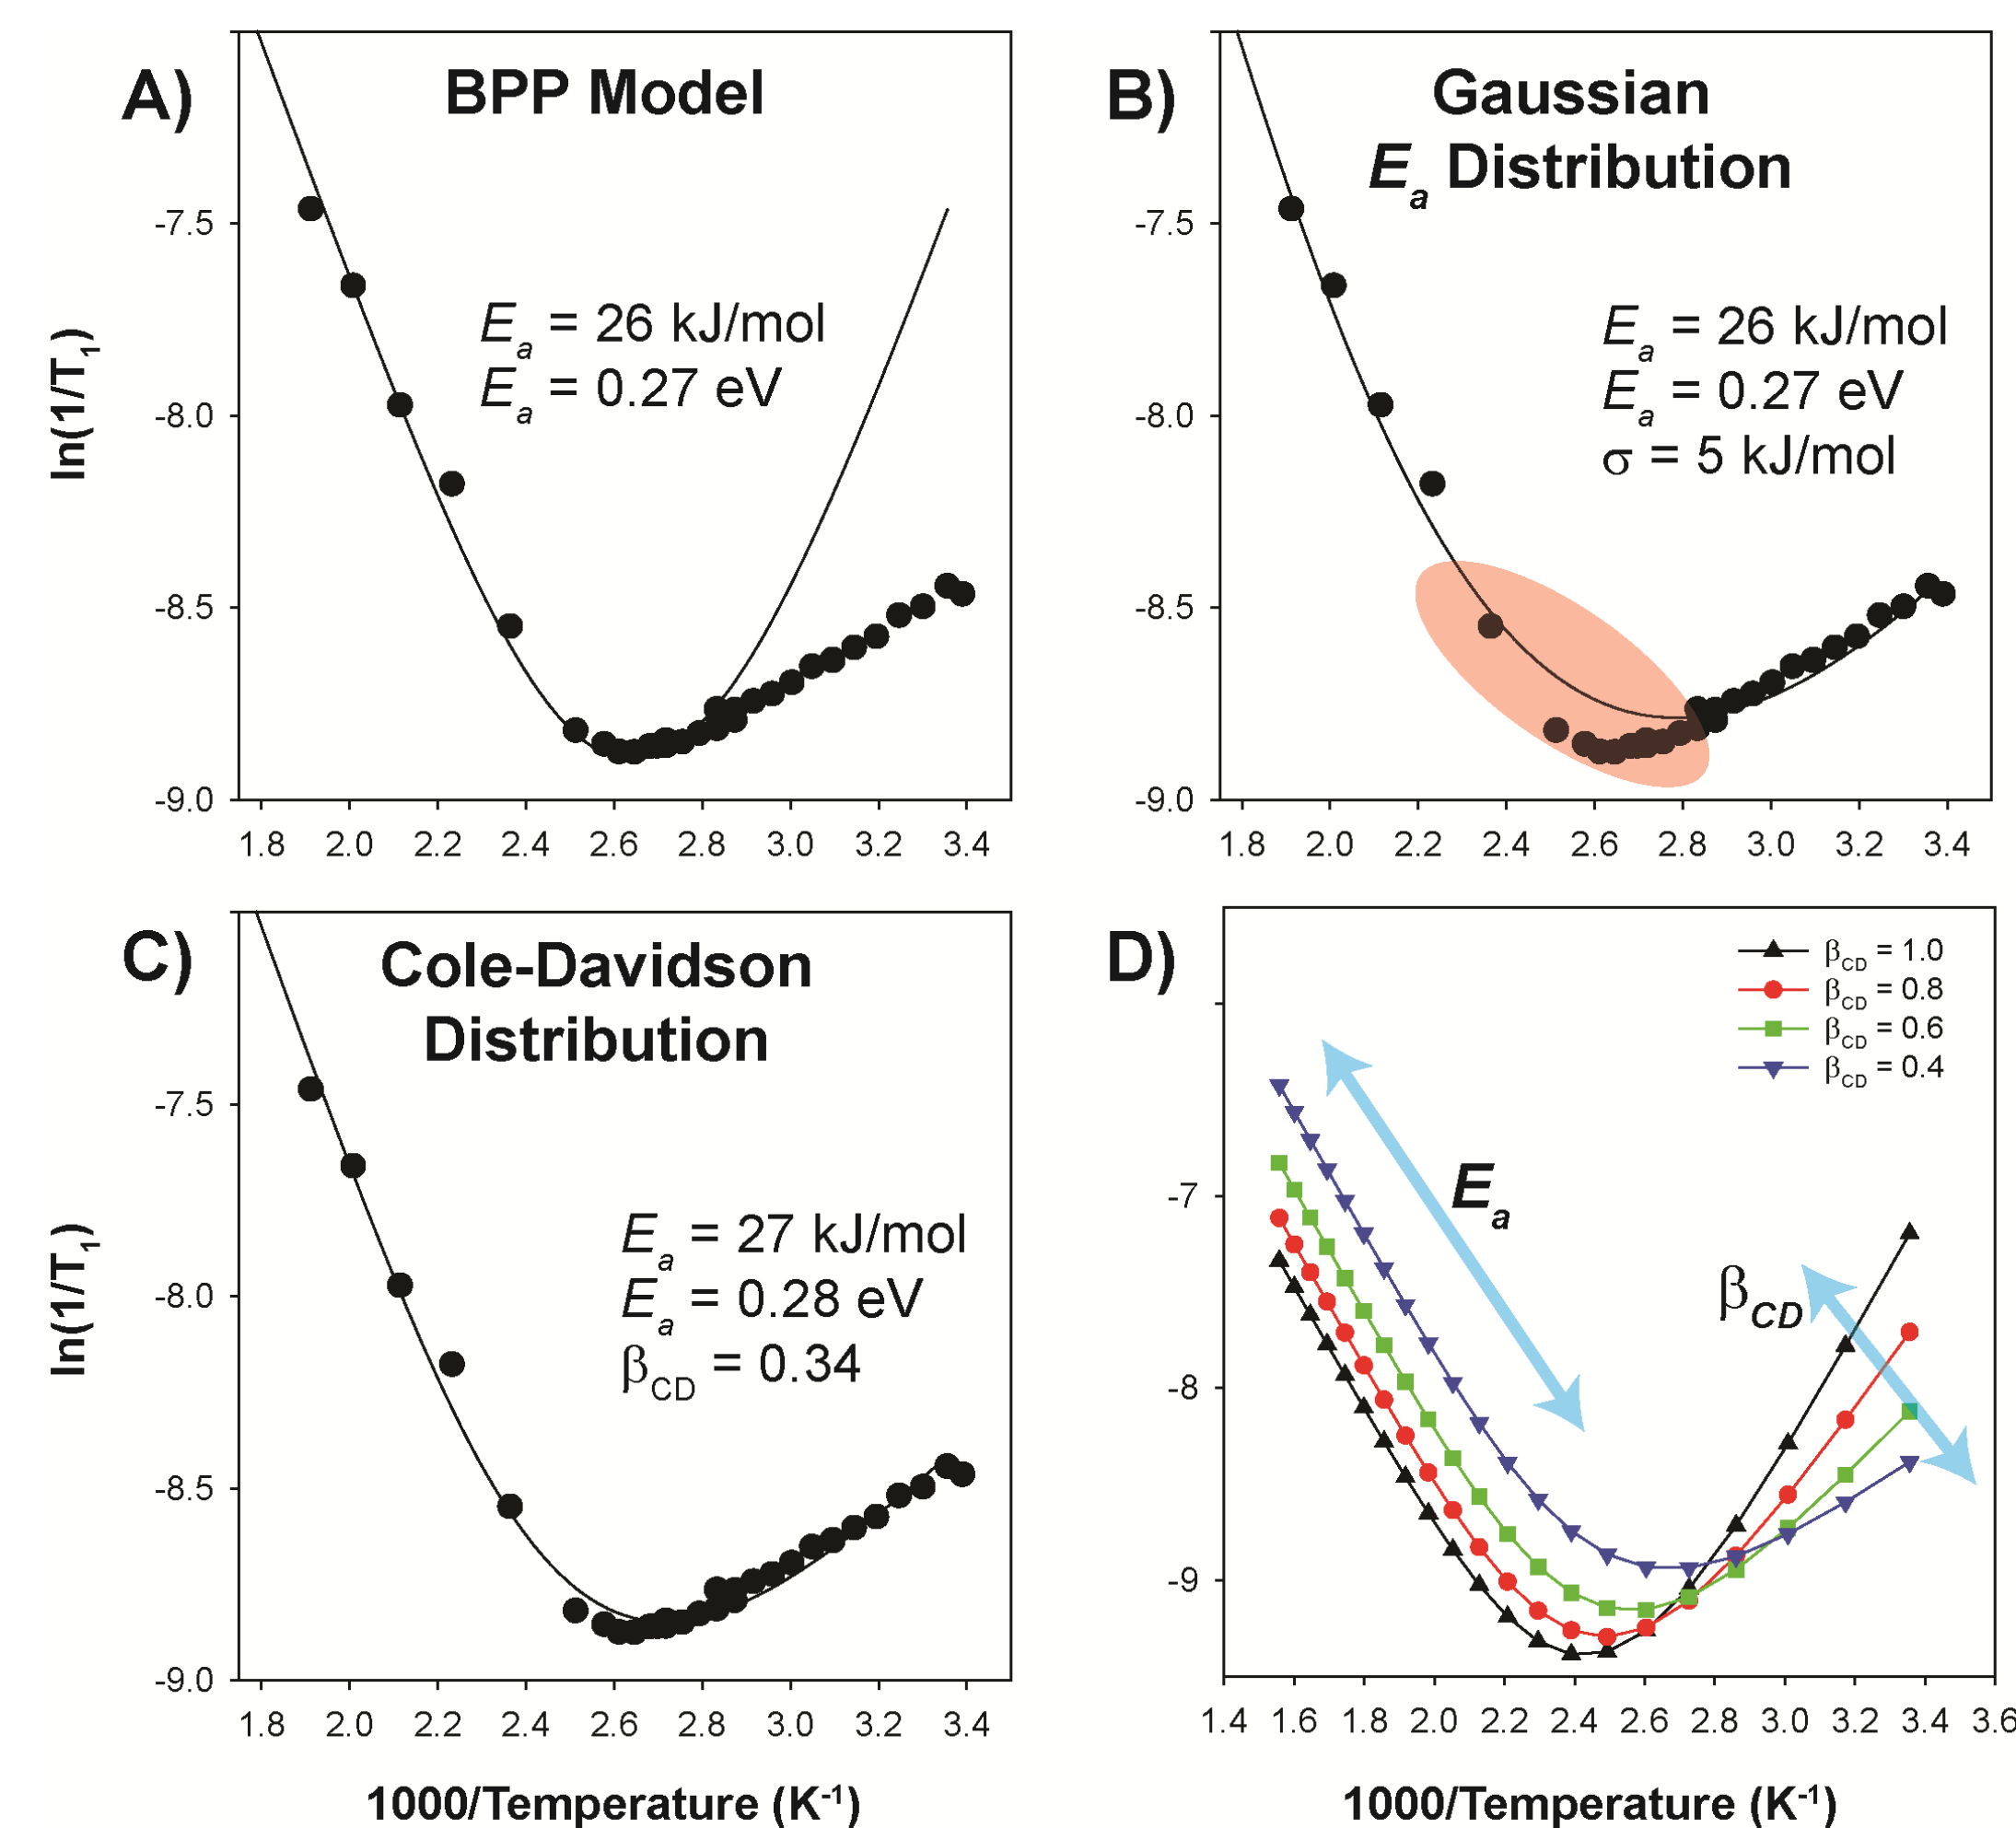 A)
BPP Model
Eₐ = 26 kJ/mol
Eₐ = 0.27 eV
ln(1/T₁)
-7.5
-8.0
-8.5
-9.0
1.8 2.0 2.2 2.4 2.6 2.8 3.0 3.2 3.4
B)
Gaussian
Eₐ Distribution
Eₐ = 26 kJ/mol
Eₐ = 0.27 eV
σ = 5 kJ/mol
-7.5
-8.0
-8.5
-9.0
1.8 2.0 2.2 2.4 2.6 2.8 3.0 3.2 3.4
C)
Cole-Davidson
Distribution
Eₐ = 27 kJ/mol
Eₐ = 0.28 eV
β_CD = 0.34
ln(1/T₁)
-7.5
-8.0
-8.5
-9.0
1.8 2.0 2.2 2.4 2.6 2.8 3.0 3.2 3.4
1000/Temperature (K⁻¹)
D)
β_CD = 1.0
β_CD = 0.8
β_CD = 0.6
β_CD = 0.4
Eₐ
β_CD
-7
-8
-9
1.4 1.6 1.8 2.0 2.2 2.4 2.6 2.8 3.0 3.2 3.4 3.6
1000/Temperature (K⁻¹)